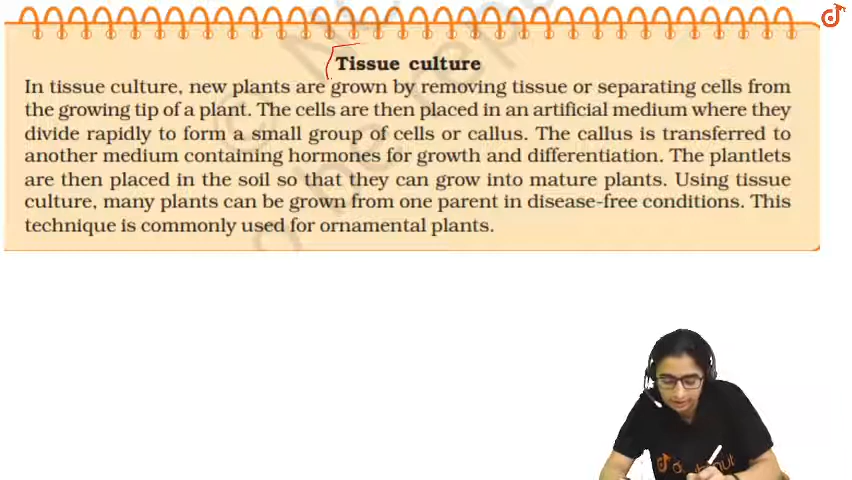 Tissue culture
In tissue culture, new plants are grown by removing tissue or separating cells from
the growing tip of a plant. The cells are then placed in an artificial medium where they
divide rapidly to form a small group of cells or callus. The callus is transferred to
another medium containing hormones for growth and differentiation. The plantlets
are then placed in the soil so that they can grow into mature plants. Using tissue
culture, many plants can be grown from one parent in disease-free conditions. This
technique is commonly used for ornamental plants.